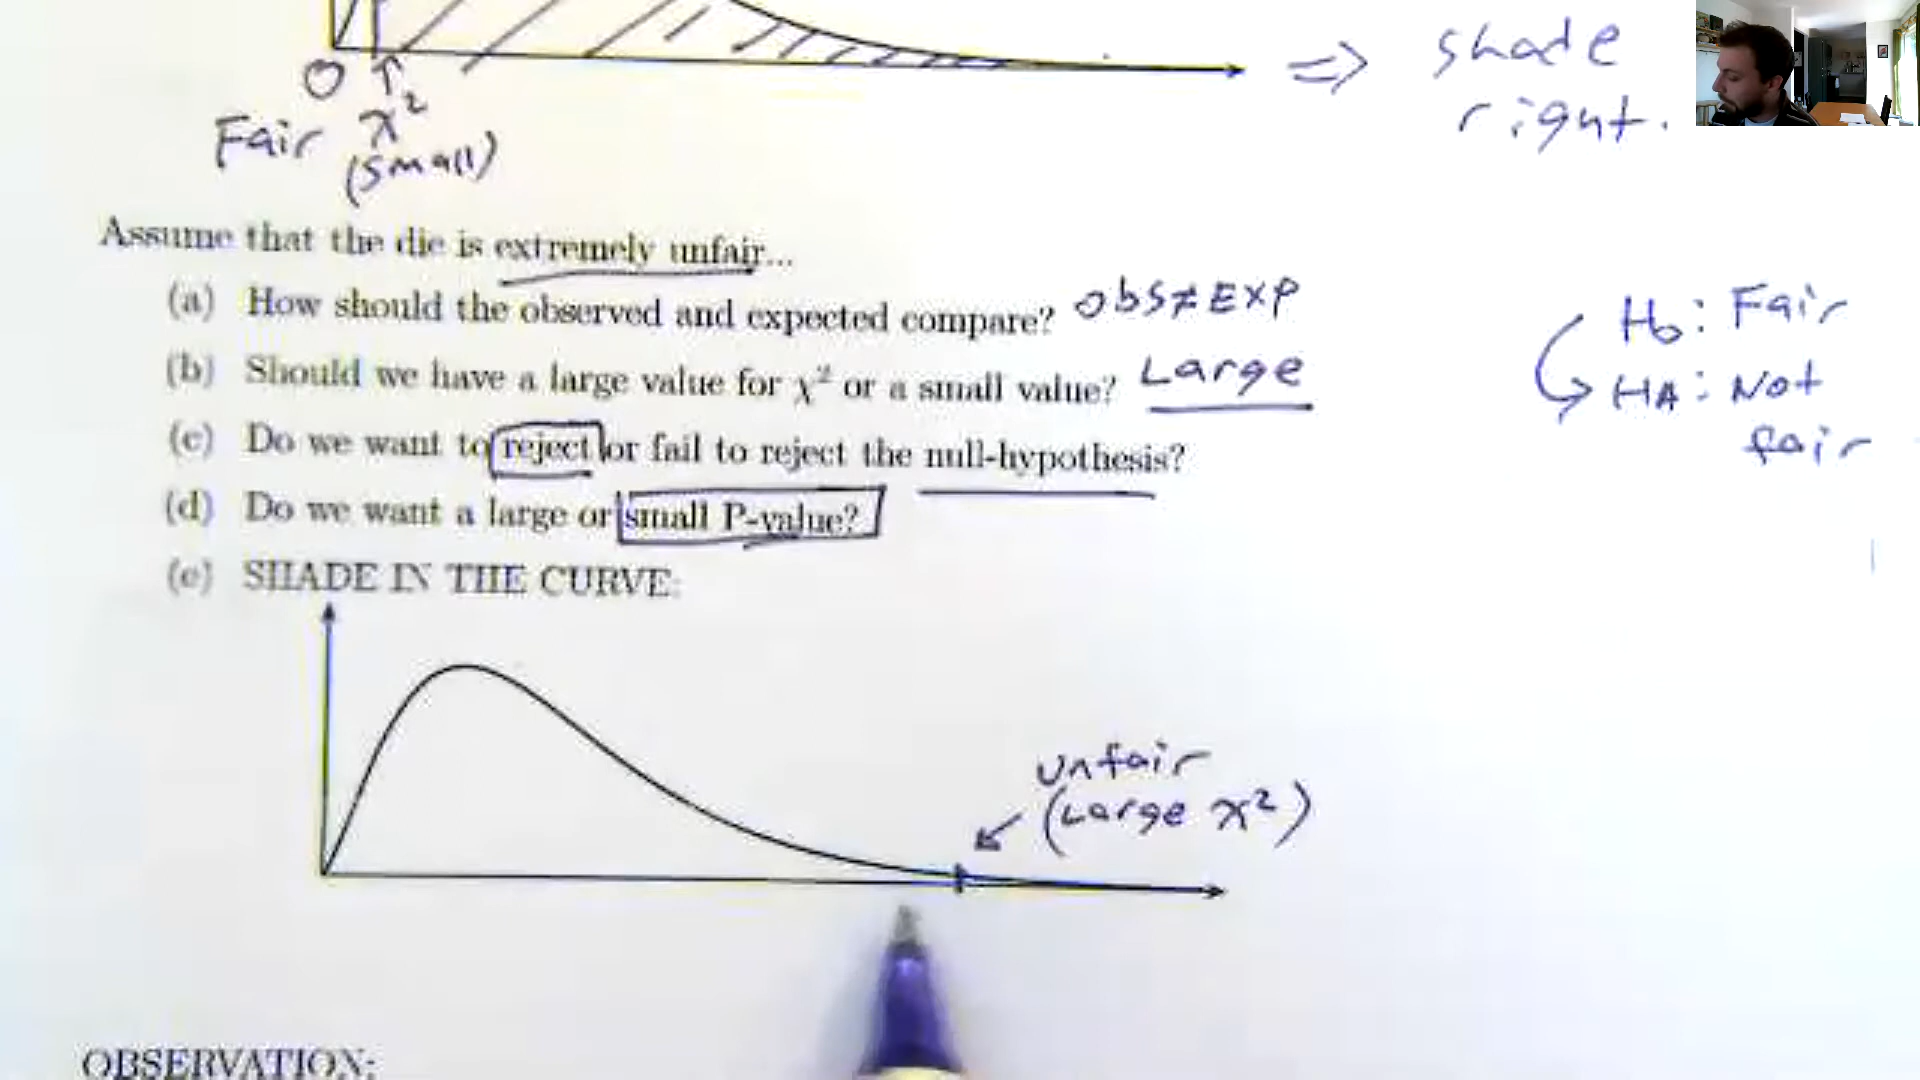 0 ↑
Fair χ²
(small)
=> shade
right.
Assume that the die is extremely unfair...
(a) How should the observed and expected compare? Obs≠Exp
(b) Should we have a large value for χ² or a small value? Large
(c) Do we want to reject or fail to reject the null-hypothesis?
(d) Do we want a large or small P-value?
(e) SHADE IN THE CURVE:
H₀: Fair
HA: Not
fair
unfair
(Large χ²)
OBSERVATION: